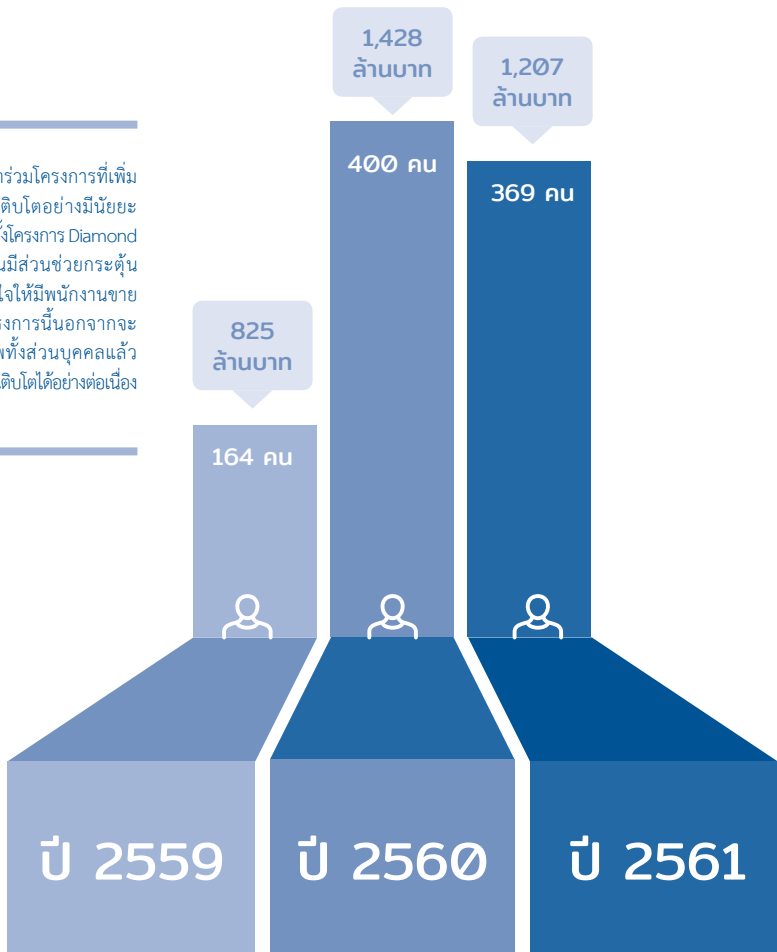 าร่วมโครงการที่เพิ่ม
ติบโตอย่างมีนัยยะ
ั้งโครงการ Diamond
นมีส่วนช่วยกระตุ้น
ใจให้มีพนักงานขาย
รงการนี้นอกจากจะ
พทั้งส่วนบุคคลแล้ว
ติบโตได้อย่างต่อเนื่อง
1,428
ล้านบาท
400 คน
1,207
ล้านบาท
369 คน
825
ล้านบาท
164 คน
ปี 2559
ปี 2560
ปี 2561